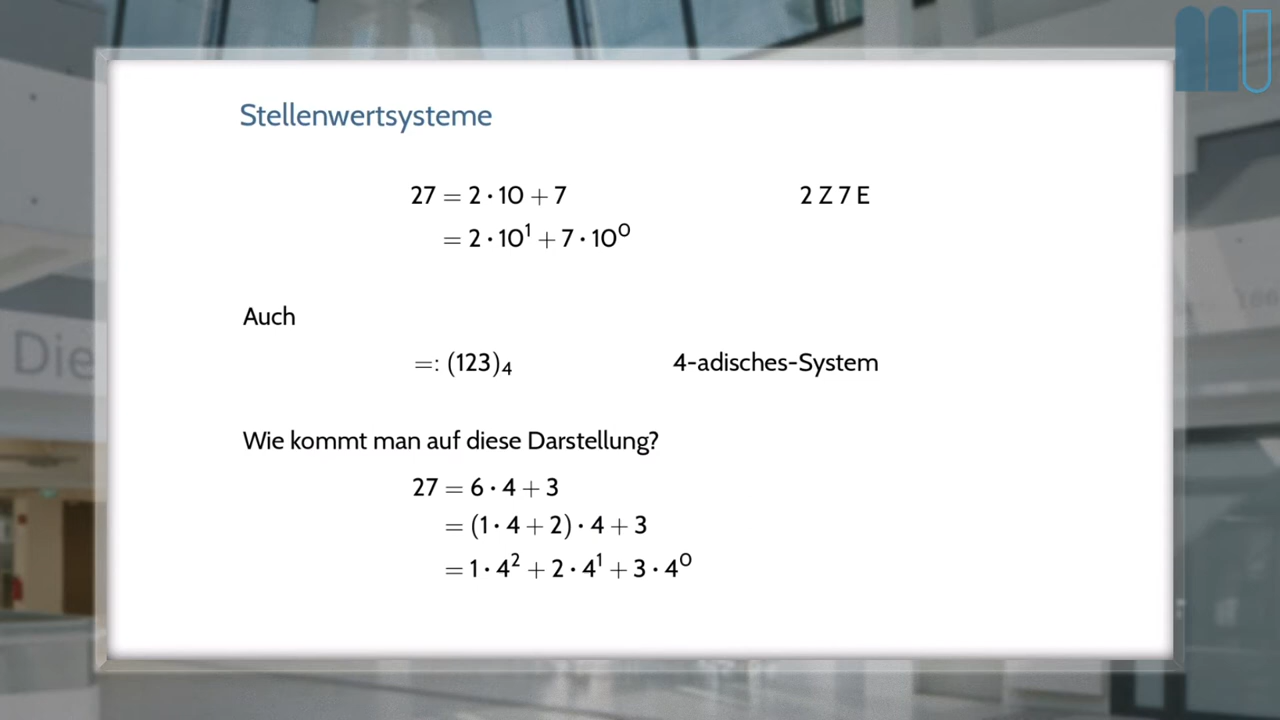 Stellenwertsysteme
27 = 2 · 10 + 7 2 Z 7 E
= 2 · 10¹ + 7 · 10⁰
Auch
=: (123)₄ 4-adisches-System
Wie kommt man auf diese Darstellung?
27 = 6 · 4 + 3
= (1 · 4 + 2) · 4 + 3
= 1 · 4² + 2 · 4¹ + 3 · 4⁰
Die